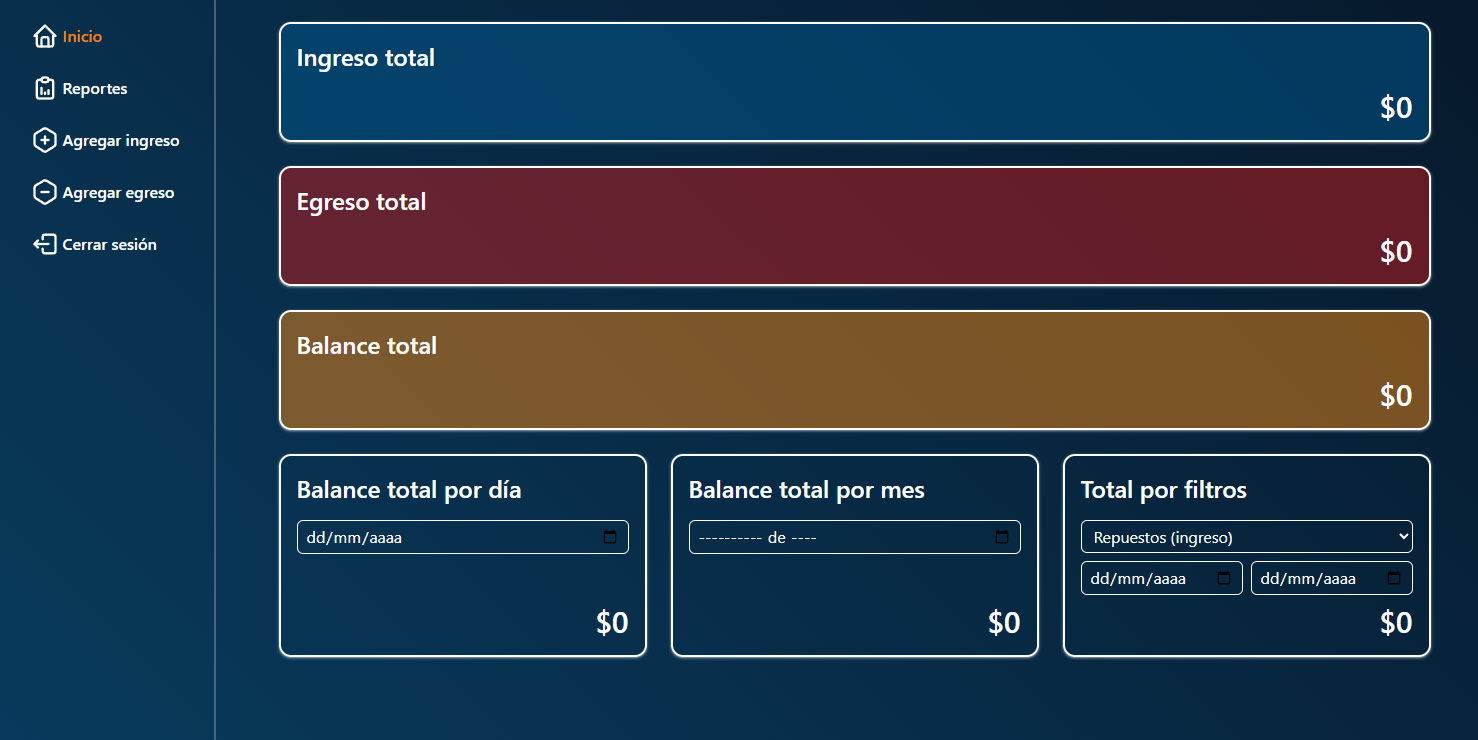 Inicio
Reportes
Agregar ingreso
Agregar egreso
Cerrar sesión
Ingreso total
$0
Egreso total
$0
Balance total
$0
Balance total por día
dd/mm/aaaa
$0
Balance total por mes
---------- de ----
$0
Total por filtros
Repuestos (ingreso)
dd/mm/aaaa dd/mm/aaaa
$0